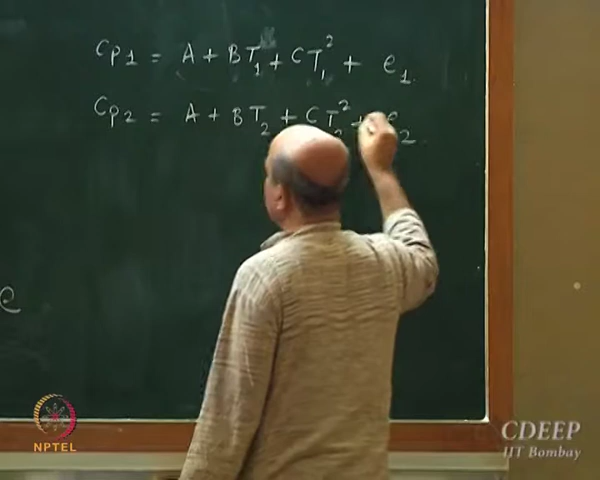 Cp1 = A + BT₁ + CT₁² + e₁
Cp2 = A + BT₂ + CT₂² + e₂
e
NPTEL
CDEEP
IIT Bombay